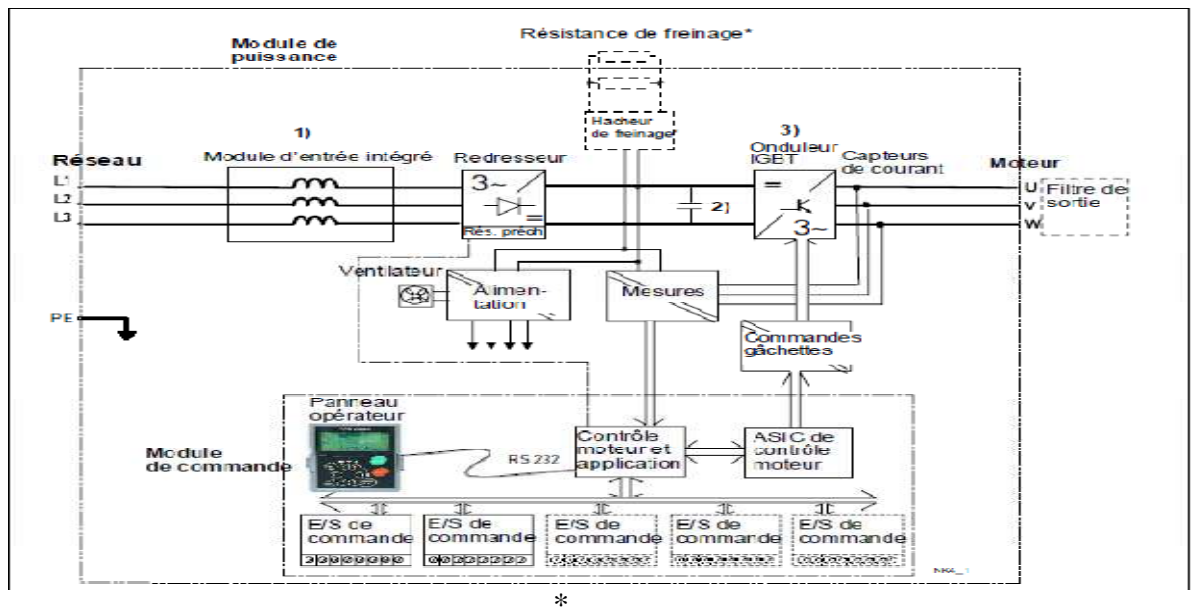 Résistance de freinage*
Module de
puissance
Hacheur
de freinage*
1)
3)
Réseau
Module d'entrée intégré
Redresseur
Onduleur
IGBT
Capteurs
de courant
Moteur
L1
L2
L3
3~
=
Rés. préch
2)
=
3~
U
V
W
Filtre de
sortie
Ventilateur
Alimen-
tation
Mesures
PE
Commandes
gâchettes
Panneau
opérateur
Module
de commande
RS 232
Contrôle
moteur et
application
ASIC de
contrôle
moteur
E/S de
commande
E/S de
commande
E/S de
commande
E/S de
commande
E/S de
commande
*